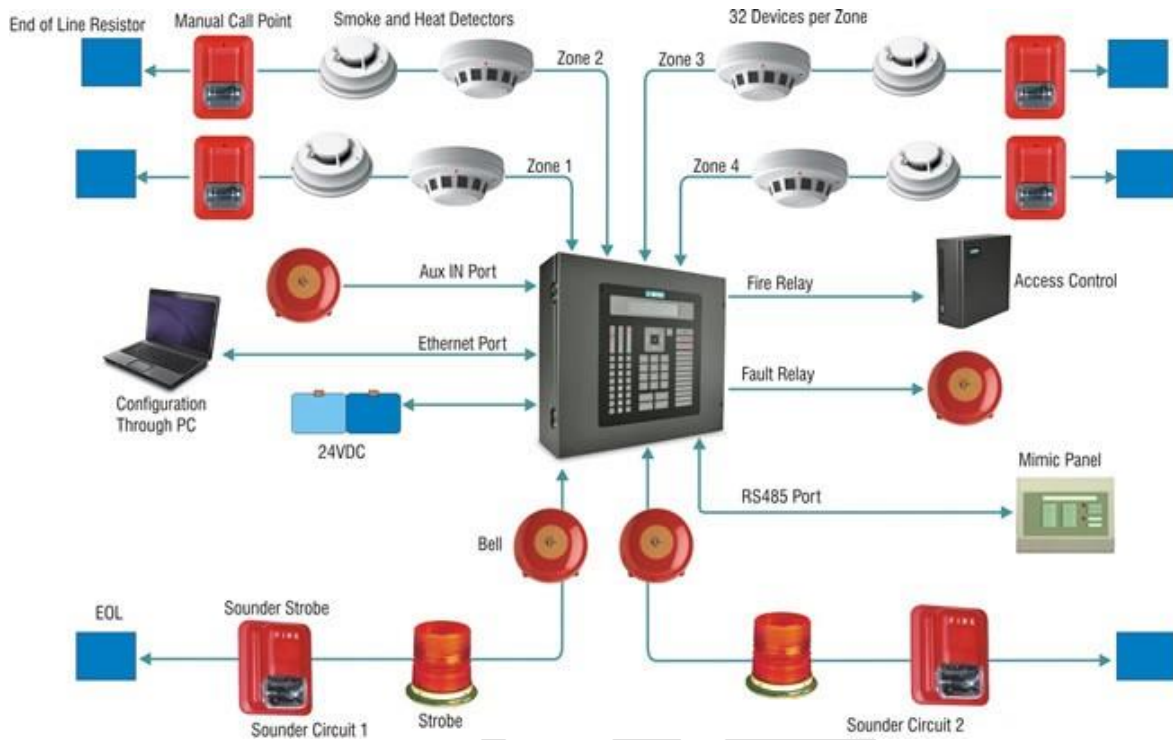 End of Line Resistor
Manual Call Point
Smoke and Heat Detectors
32 Devices per Zone
Zone 2
Zone 3
Zone 1
Zone 4
Aux IN Port
Fire Relay
Access Control
Ethernet Port
Fault Relay
Configuration
Through PC
24VDC
Mimic Panel
RS485 Port
Bell
EOL
Sounder Strobe
FIRE
FIRE
Sounder Circuit 1
Strobe
Sounder Circuit 2